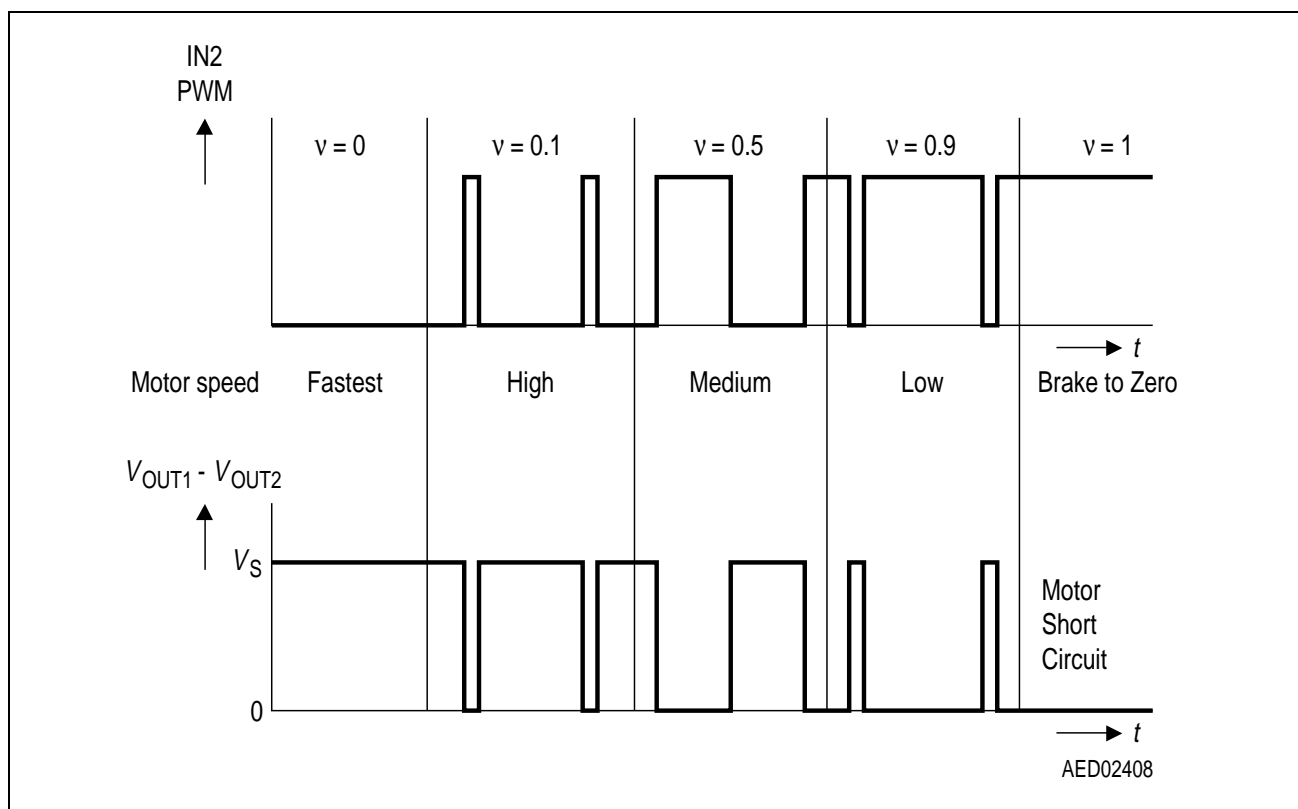 IN2
PWM
ν = 0
ν = 0.1
ν = 0.5
ν = 0.9
ν = 1
t
Motor speed
Fastest
High
Medium
Low
Brake to Zero
VOUT1 - VOUT2
VS
Motor
Short
Circuit
0
t
AED02408